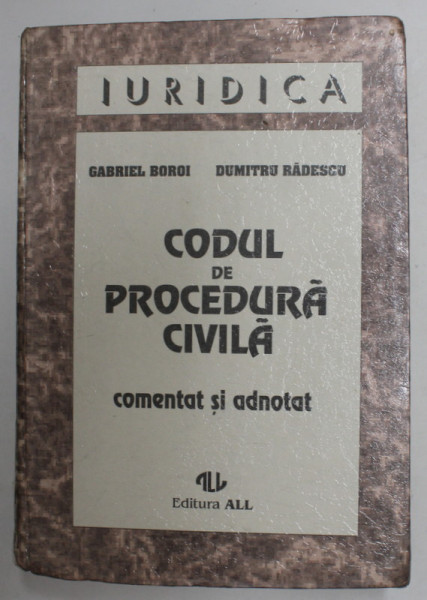 IURIDICA
GABRIEL BOROI DUMITRU RĂDESCU
CODUL
DE
PROCEDURĂ
CIVILĂ
comentat și adnotat
ALL
Editura ALL